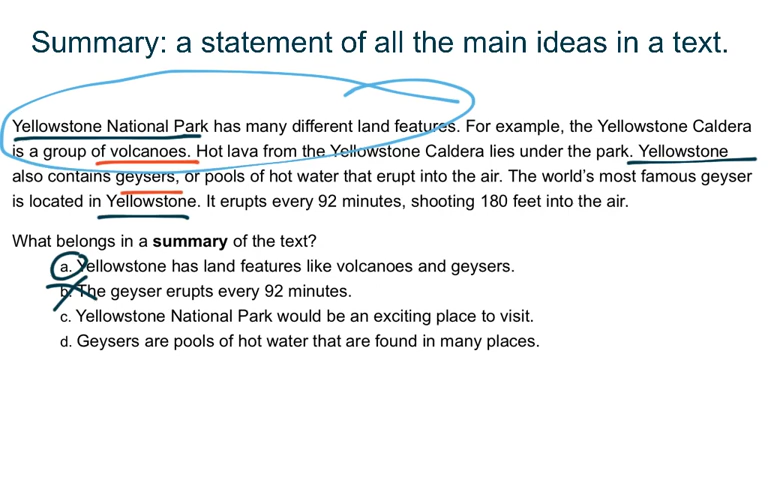 Summary: a statement of all the main ideas in a text.
Yellowstone National Park has many different land features. For example, the Yellowstone Caldera
is a group of volcanoes. Hot lava from the Yellowstone Caldera lies under the park. Yellowstone
also contains geysers, or pools of hot water that erupt into the air. The world's most famous geyser
is located in Yellowstone. It erupts every 92 minutes, shooting 180 feet into the air.
What belongs in a summary of the text?
a. Yellowstone has land features like volcanoes and geysers.
b. The geyser erupts every 92 minutes.
c. Yellowstone National Park would be an exciting place to visit.
d. Geysers are pools of hot water that are found in many places.